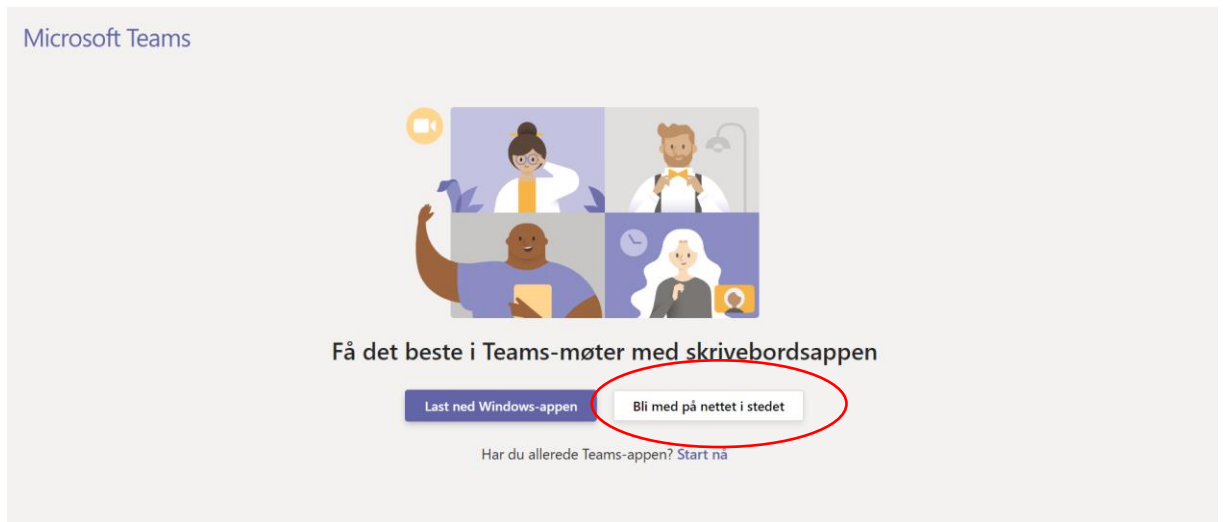 Microsoft Teams
Få det beste i Teams-møter med skrivebordsappen
Last ned Windows-appen
Bli med på nettet i stedet
Har du allerede Teams-appen? Start nå